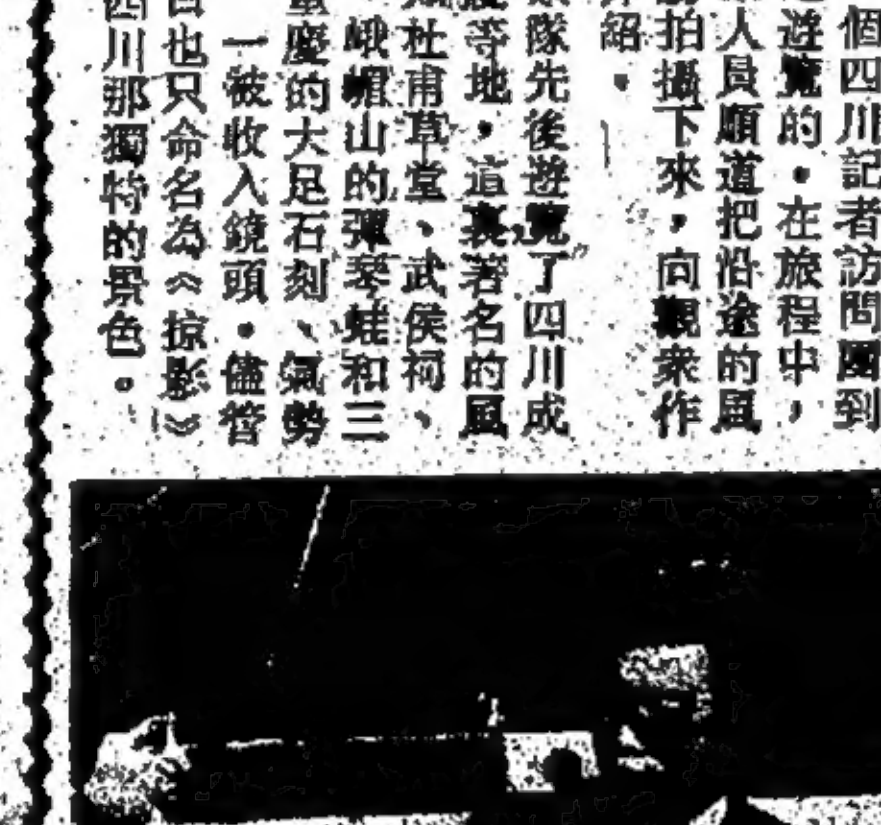 個四川記者訪問團到
遊覽的。在旅程中，
人員順道把沿途的風
拍攝下來，向觀衆作
介紹。
隊先後遊覽了四川成
等地，這裏著名的風
杜甫草堂、武侯祠、
峨嵋山的彈琴蛙和三
重慶的大足石刻、氣勢
一被收入鏡頭。儘管
也只命名為《掠影》
四川那獨特的景色。